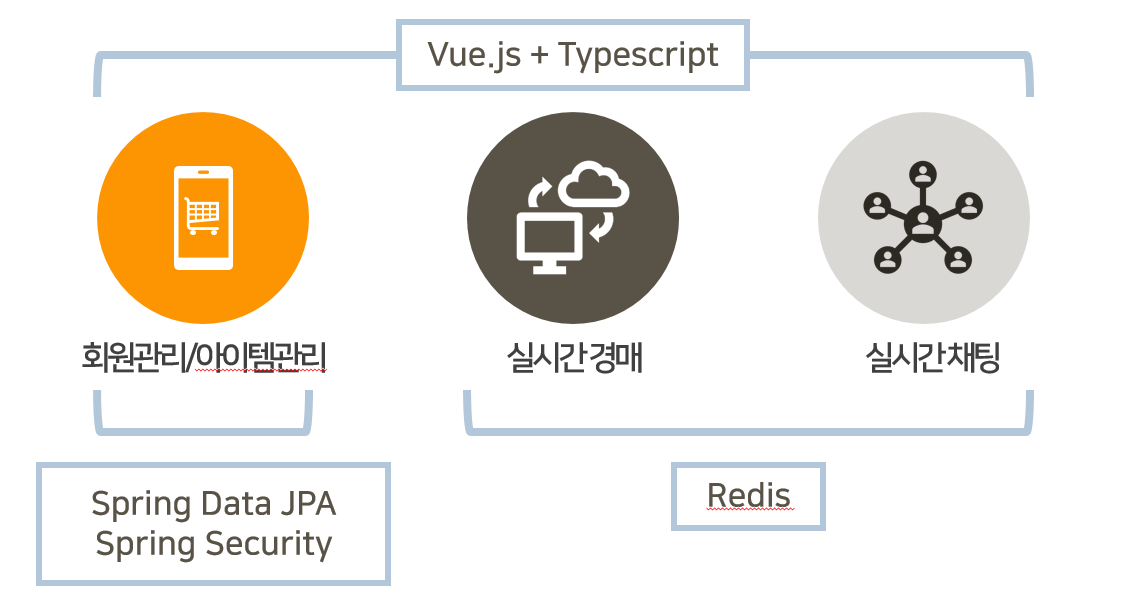 Vue.js + Typescript
회원관리/아이템관리
실시간 경매
실시간 채팅
Spring Data JPA
Spring Security
Redis